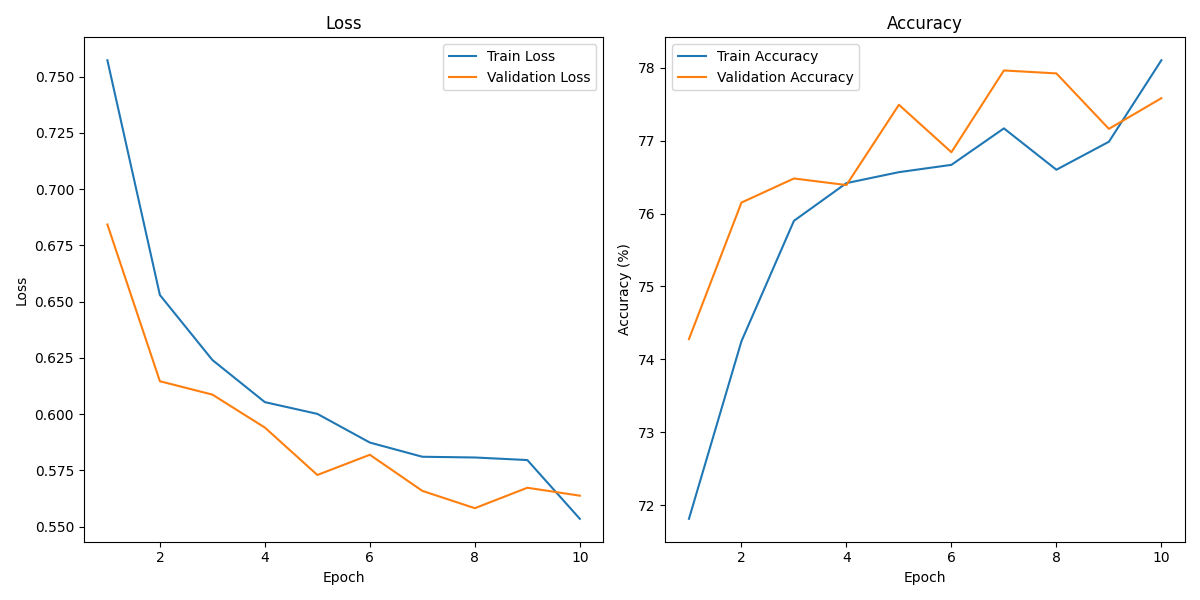 Loss
Train Loss
Validation Loss
0.750
0.725
0.700
0.675
0.650
0.625
0.600
0.575
0.550
Loss
2 4 6 8 10
Epoch
Accuracy
Train Accuracy
Validation Accuracy
78
77
76
75
74
73
72
Accuracy (%)
2 4 6 8 10
Epoch